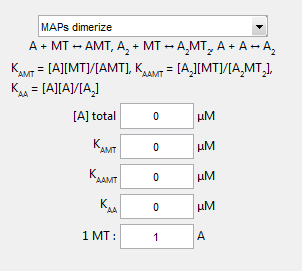 MAPs dimerize
A + MT ↔ AMT, A₂ + MT ↔ A₂MT₂, A + A ↔ A₂
K_AMT = [A][MT]/[AMT], K_AAMT = [A₂][MT]/[A₂MT₂],
K_AA = [A][A]/[A₂]
[A] total 0 μM
K_AMT 0 μM
K_AAMT 0 μM
K_AA 0 μM
1 MT : 1 A